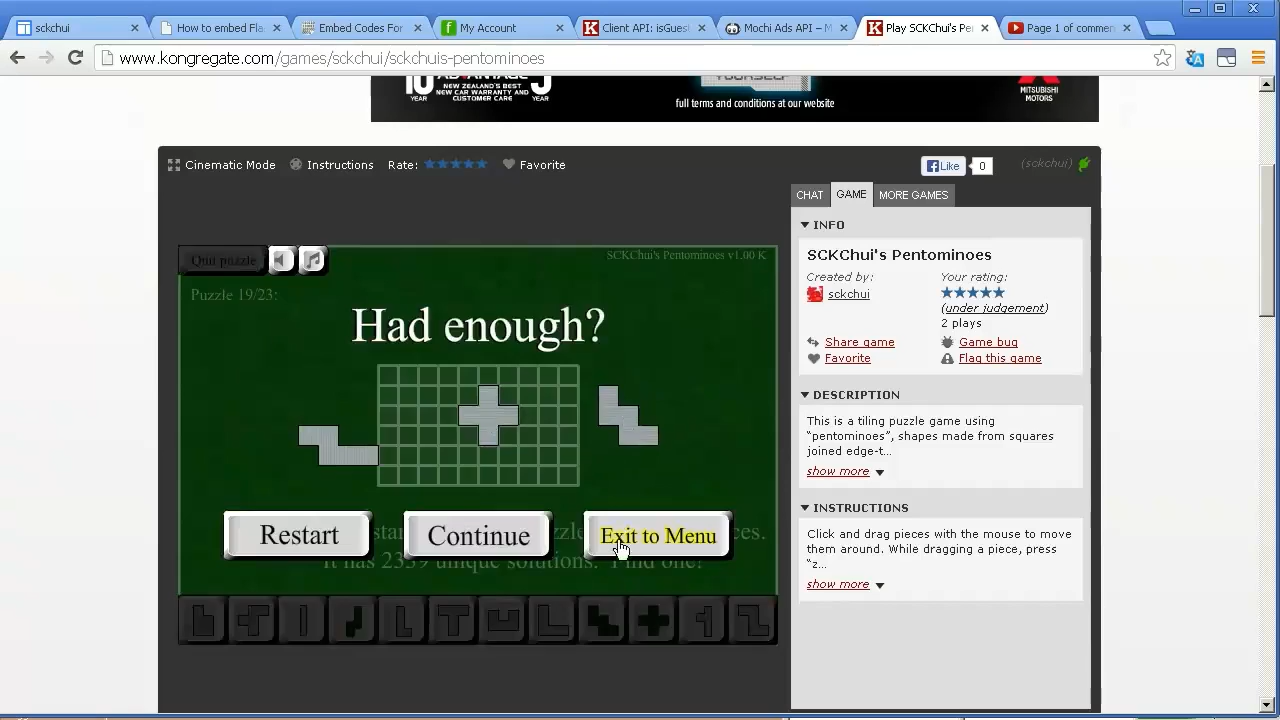 sckchui
How to embed Fla
Embed Codes For
My Account
Client API: isGuest
Mochi Ads API – M
Play SCKChui's Pe
Page 1 of commen
www.kongregate.com/games/sckchui/sckchuis-pentominoes
10 YEAR
ADVANTAGE
NEW ZEALAND'S BEST
NEW CAR WARRANTY AND
CUSTOMER CARE
YEAR
YOURSELF
full terms and conditions at our website
MITSUBISHI
MOTORS
Cinematic Mode
Instructions
Rate:
Favorite
Like
0
(sckchui)
CHAT
GAME
MORE GAMES
INFO
SCKChui's Pentominoes
Created by:
sckchui
Your rating:
(under judgement)
2 plays
Share game
Game bug
Favorite
Flag this game
DESCRIPTION
This is a tiling puzzle game using
"pentominoes", shapes made from squares
joined edge-t...
show more
INSTRUCTIONS
Click and drag pieces with the mouse to move
them around. While dragging a piece, press
"z...
show more
Quit puzzle
SCKChui's Pentominoes v1.00 K
Puzzle 19/23:
Had enough?
Restart
Continue
Exit to Menu
It has 2339 unique solutions. Find one!